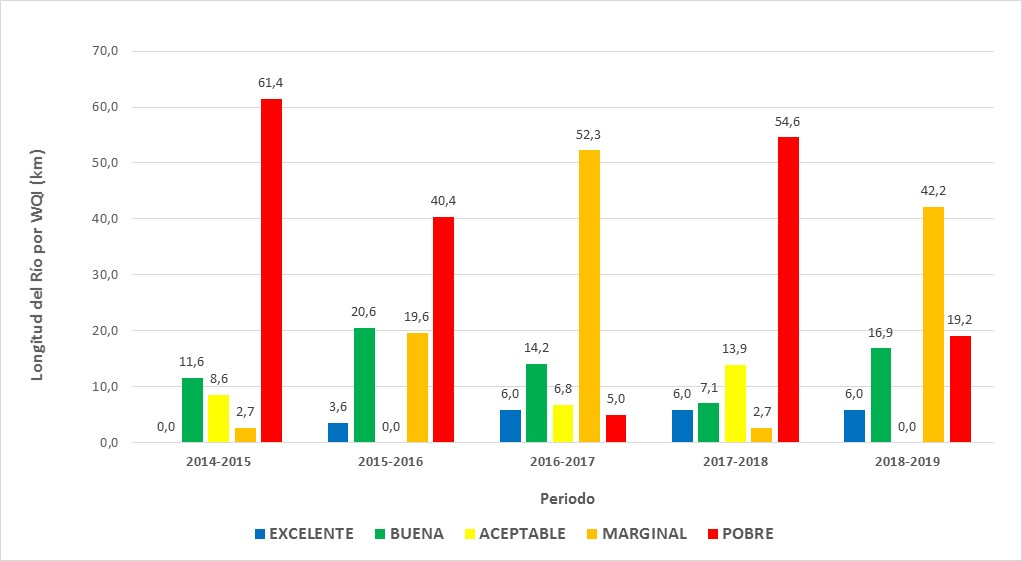 70,0
60,0
50,0
40,0
30,0
20,0
10,0
0,0
Longitud del Río por WQI (km)
0,0 11,6 8,6 2,7 61,4
3,6 20,6 0,0 19,6 40,4
6,0 14,2 6,8 52,3 5,0
6,0 7,1 13,9 2,7 54,6
6,0 16,9 0,0 42,2 19,2
2014-2015 2015-2016 2016-2017 2017-2018 2018-2019
Periodo
EXCELENTE BUENA ACEPTABLE MARGINAL POBRE